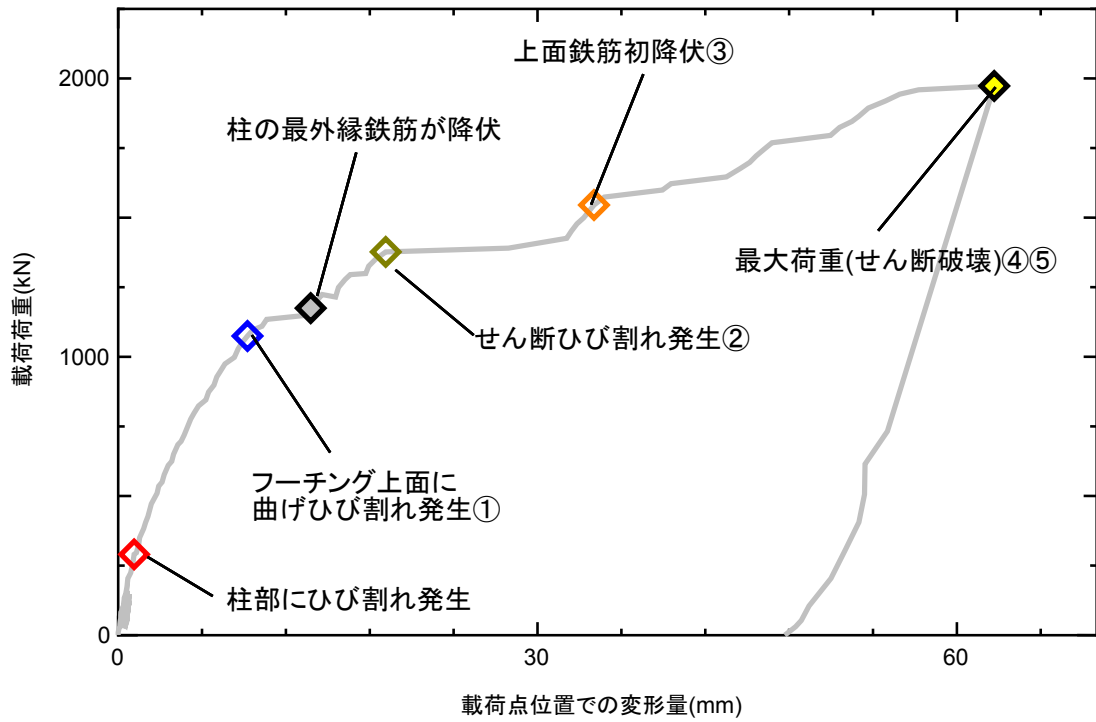 上面鉄筋初降伏③
2000
柱の最外縁鉄筋が降伏
最大荷重(せん断破壊)④⑤
せん断ひび割れ発生②
載荷荷重(kN)
1000
フーチング上面に
曲げひび割れ発生①
柱部にひび割れ発生
0
0
30
60
載荷点位置での変形量(mm)